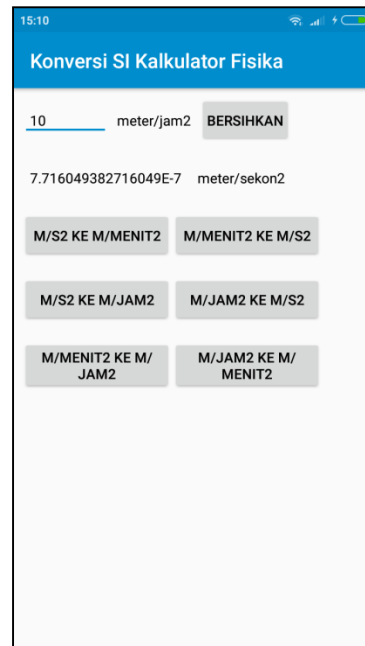 15:10
Konversi SI Kalkulator Fisika
10 meter/jam2 BERSIHKAN
7.716049382716049E-7 meter/sekon2
M/S2 KE M/MENIT2 M/MENIT2 KE M/S2
M/S2 KE M/JAM2 M/JAM2 KE M/S2
M/MENIT2 KE M/
JAM2
M/JAM2 KE M/
MENIT2